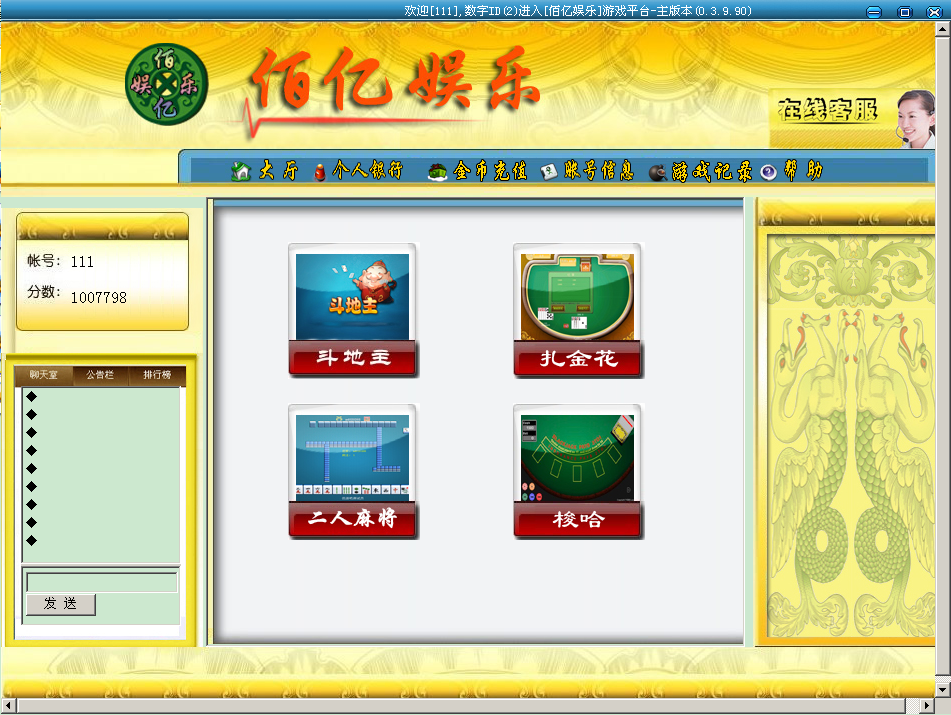 欢迎[111],数字ID(2)进入[佰亿娱乐]游戏平台-主版本(0.3.9.90)
佰
娱 乐
亿
佰亿娱乐
在线客服
大厅 个人银行 金币充值 账号信息 游戏记录 帮助
帐号: 111
分数: 1007798
聊天室 公告栏 排行榜
发 送
斗地主
斗地主
扎金花
二人麻将
梭哈